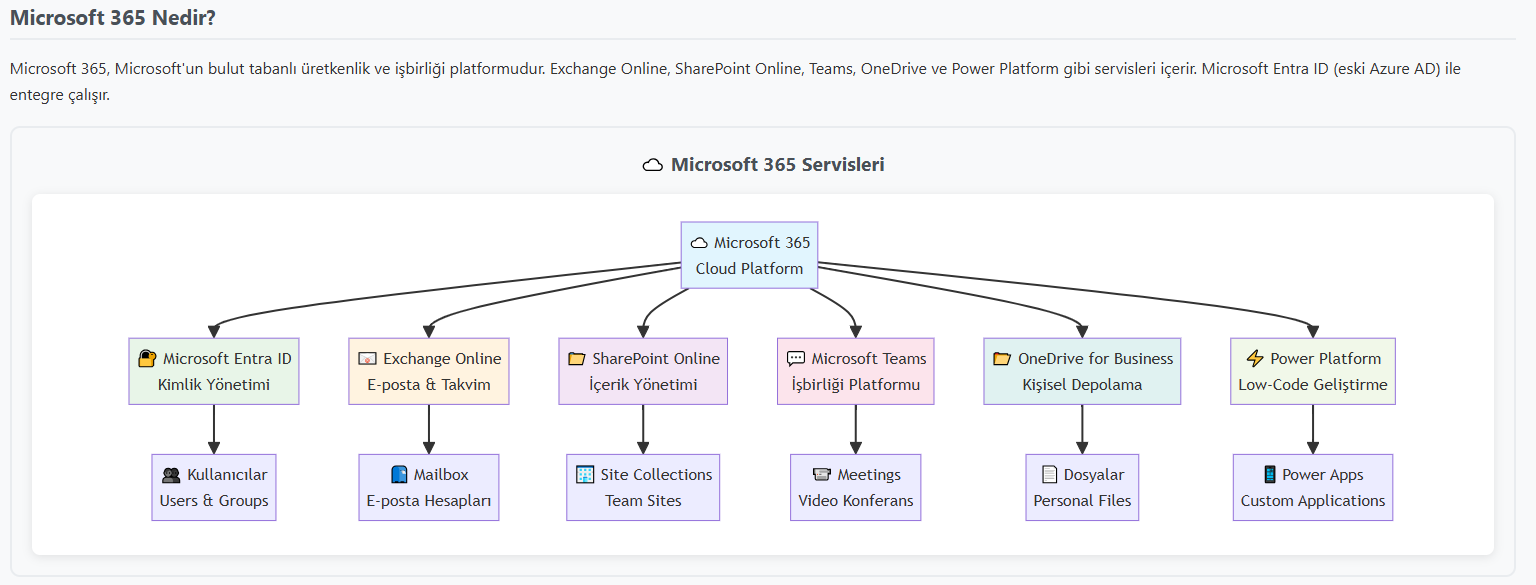 Microsoft 365 Nedir?
Microsoft 365, Microsoft'un bulut tabanlı üretkenlik ve işbirliği platformudur. Exchange Online, SharePoint Online, Teams, OneDrive ve Power Platform gibi servisleri içerir. Microsoft Entra ID (eski Azure AD) ile
entegre çalışır.
Microsoft 365 Servisleri
Microsoft 365
Cloud Platform
Microsoft Entra ID
Kimlik Yönetimi
Exchange Online
E-posta & Takvim
SharePoint Online
İçerik Yönetimi
Microsoft Teams
İşbirliği Platformu
OneDrive for Business
Kişisel Depolama
Power Platform
Low-Code Geliştirme
Kullanıcılar
Users & Groups
Mailbox
E-posta Hesapları
Site Collections
Team Sites
Meetings
Video Konferans
Dosyalar
Personal Files
Power Apps
Custom Applications